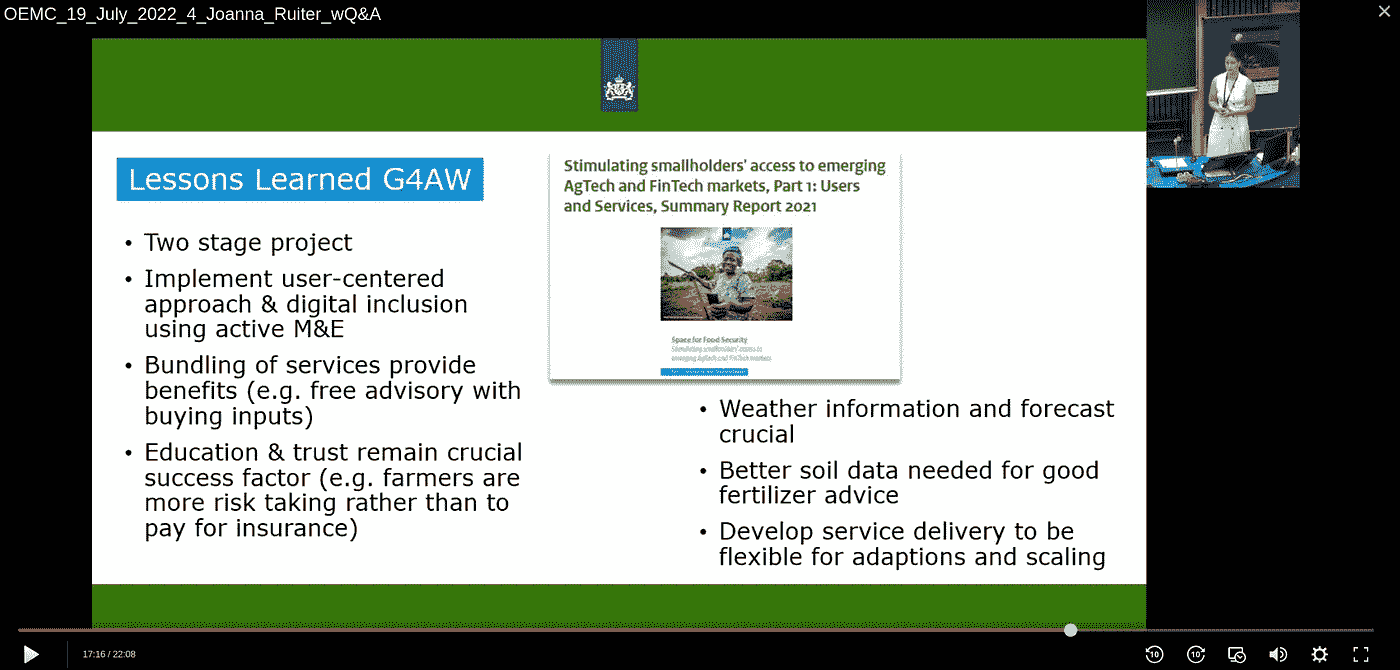 OEMC_19_July_2022_4_Joanna_Ruiter_wQ&A
Lessons Learned G4AW
• Two stage project
• Implement user-centered
approach & digital inclusion
using active M&E
• Bundling of services provide
benefits (e.g. free advisory with
buying inputs)
• Education & trust remain crucial
success factor (e.g. farmers are
more risk taking rather than to
pay for insurance)
Stimulating smallholders' access to emerging
AgTech and FinTech markets, Part 1: Users
and Services, Summary Report 2021
Space for Food Security
Stimulating smallholders' access to
emerging AgTech and FinTech markets
• Weather information and forecast
crucial
• Better soil data needed for good
fertilizer advice
• Develop service delivery to be
flexible for adaptions and scaling
17:16 / 22:08
10
10